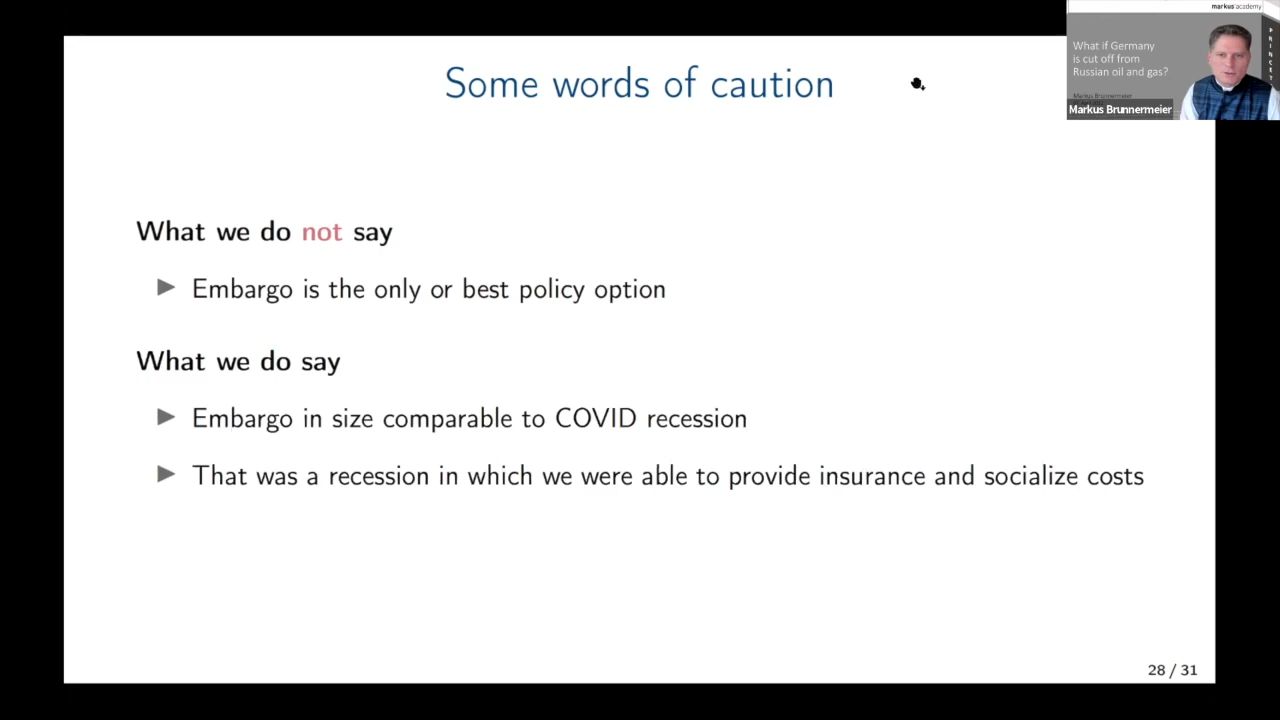 markus'academy
What if Germany
is cut off from
Russian oil and gas?
Markus Brunnermeier
Markus Brunnermeier
PRINCET
Some words of caution
What we do not say
▶ Embargo is the only or best policy option
What we do say
▶ Embargo in size comparable to COVID recession
▶ That was a recession in which we were able to provide insurance and socialize costs
28 / 31